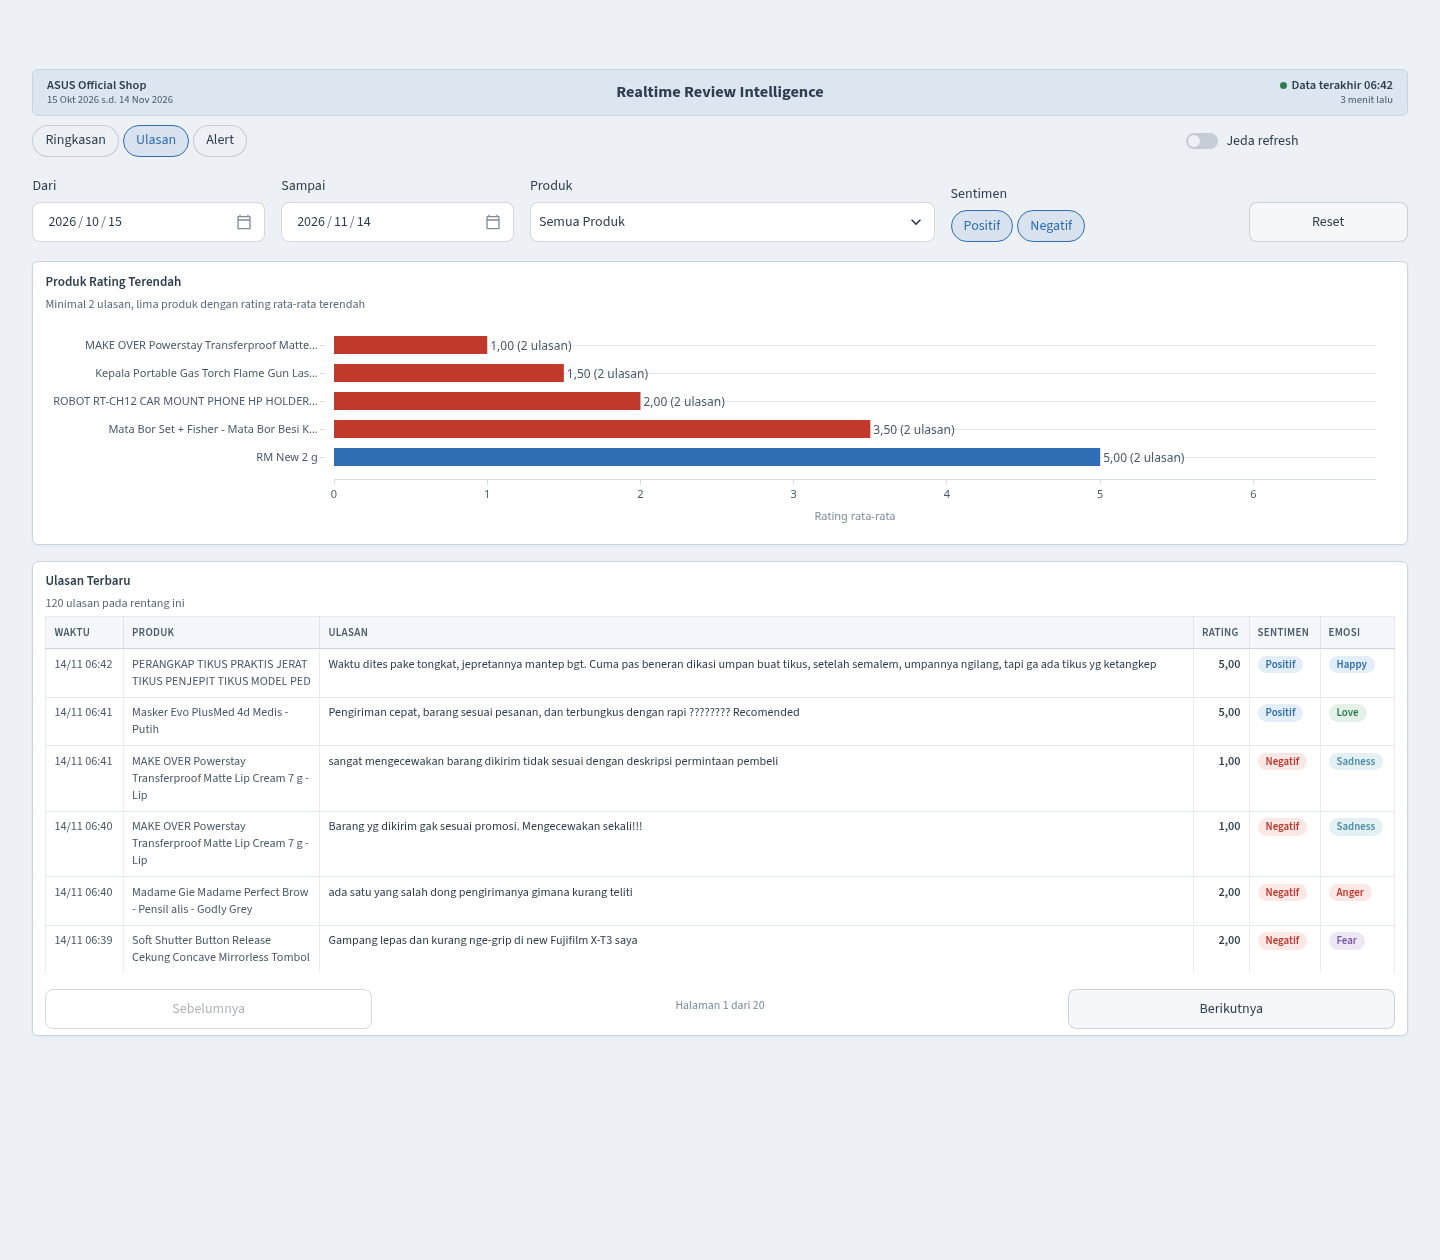 ASUS Official Shop
15 Okt 2026 s.d. 14 Nov 2026
Realtime Review Intelligence
Data terakhir 06:42
3 menit lalu
Ringkasan
Ulasan
Alert
Jeda refresh
Dari
Sampai
Produk
Sentimen
2026 / 10 / 15
2026 / 11 / 14
Semua Produk
Positif
Negatif
Reset
Produk Rating Terendah
Minimal 2 ulasan, lima produk dengan rating rata-rata terendah
MAKE OVER Powerstay Transferproof Matte...
1,00 (2 ulasan)
Kepala Portable Gas Torch Flame Gun Las...
1,50 (2 ulasan)
ROBOT RT-CH12 CAR MOUNT PHONE HP HOLDER...
2,00 (2 ulasan)
Mata Bor Set + Fisher - Mata Bor Besi K...
3,50 (2 ulasan)
RM New 2 g
5,00 (2 ulasan)
0 1 2 3 4 5 6
Rating rata-rata
Ulasan Terbaru
120 ulasan pada rentang ini
WAKTU PRODUK ULASAN RATING SENTIMEN EMOSI
14/11 06:42
PERANGKAP TIKUS PRAKTIS JERAT
TIKUS PENJEPIT TIKUS MODEL PED
Waktu dites pake tongkat, jepretannya mantep bgt. Cuma pas beneran dikasi umpan buat tikus, setelah semalem, umpannya ngilang, tapi ga ada tikus yg ketangkep
5,00
Positif
Happy
14/11 06:41
Masker Evo PlusMed 4d Medis -
Putih
Pengiriman cepat, barang sesuai pesanan, dan terbungkus dengan rapi ???????? Recomended
5,00
Positif
Love
14/11 06:41
MAKE OVER Powerstay
Transferproof Matte Lip Cream 7 g -
Lip
sangat mengecewakan barang dikirim tidak sesuai dengan deskripsi permintaan pembeli
1,00
Negatif
Sadness
14/11 06:40
MAKE OVER Powerstay
Transferproof Matte Lip Cream 7 g -
Lip
Barang yg dikirim gak sesuai promosi. Mengecewakan sekali!!!
1,00
Negatif
Sadness
14/11 06:40
Madame Gie Madame Perfect Brow
- Pensil alis - Godly Grey
ada satu yang salah dong pengirimanya gimana kurang teliti
2,00
Negatif
Anger
14/11 06:39
Soft Shutter Button Release
Cekung Concave Mirrorless Tombol
Gampang lepas dan kurang nge-grip di new Fujifilm X-T3 saya
2,00
Negatif
Fear
Sebelumnya
Halaman 1 dari 20
Berikutnya